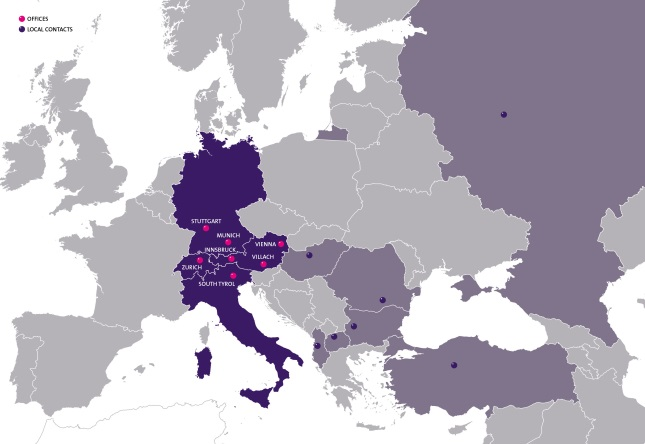 OFFICES
LOCAL CONTACTS
STUTTGART
MUNICH
VIENNA
INNSBRUCK
VILLACH
ZURICH
SOUTH TYROL